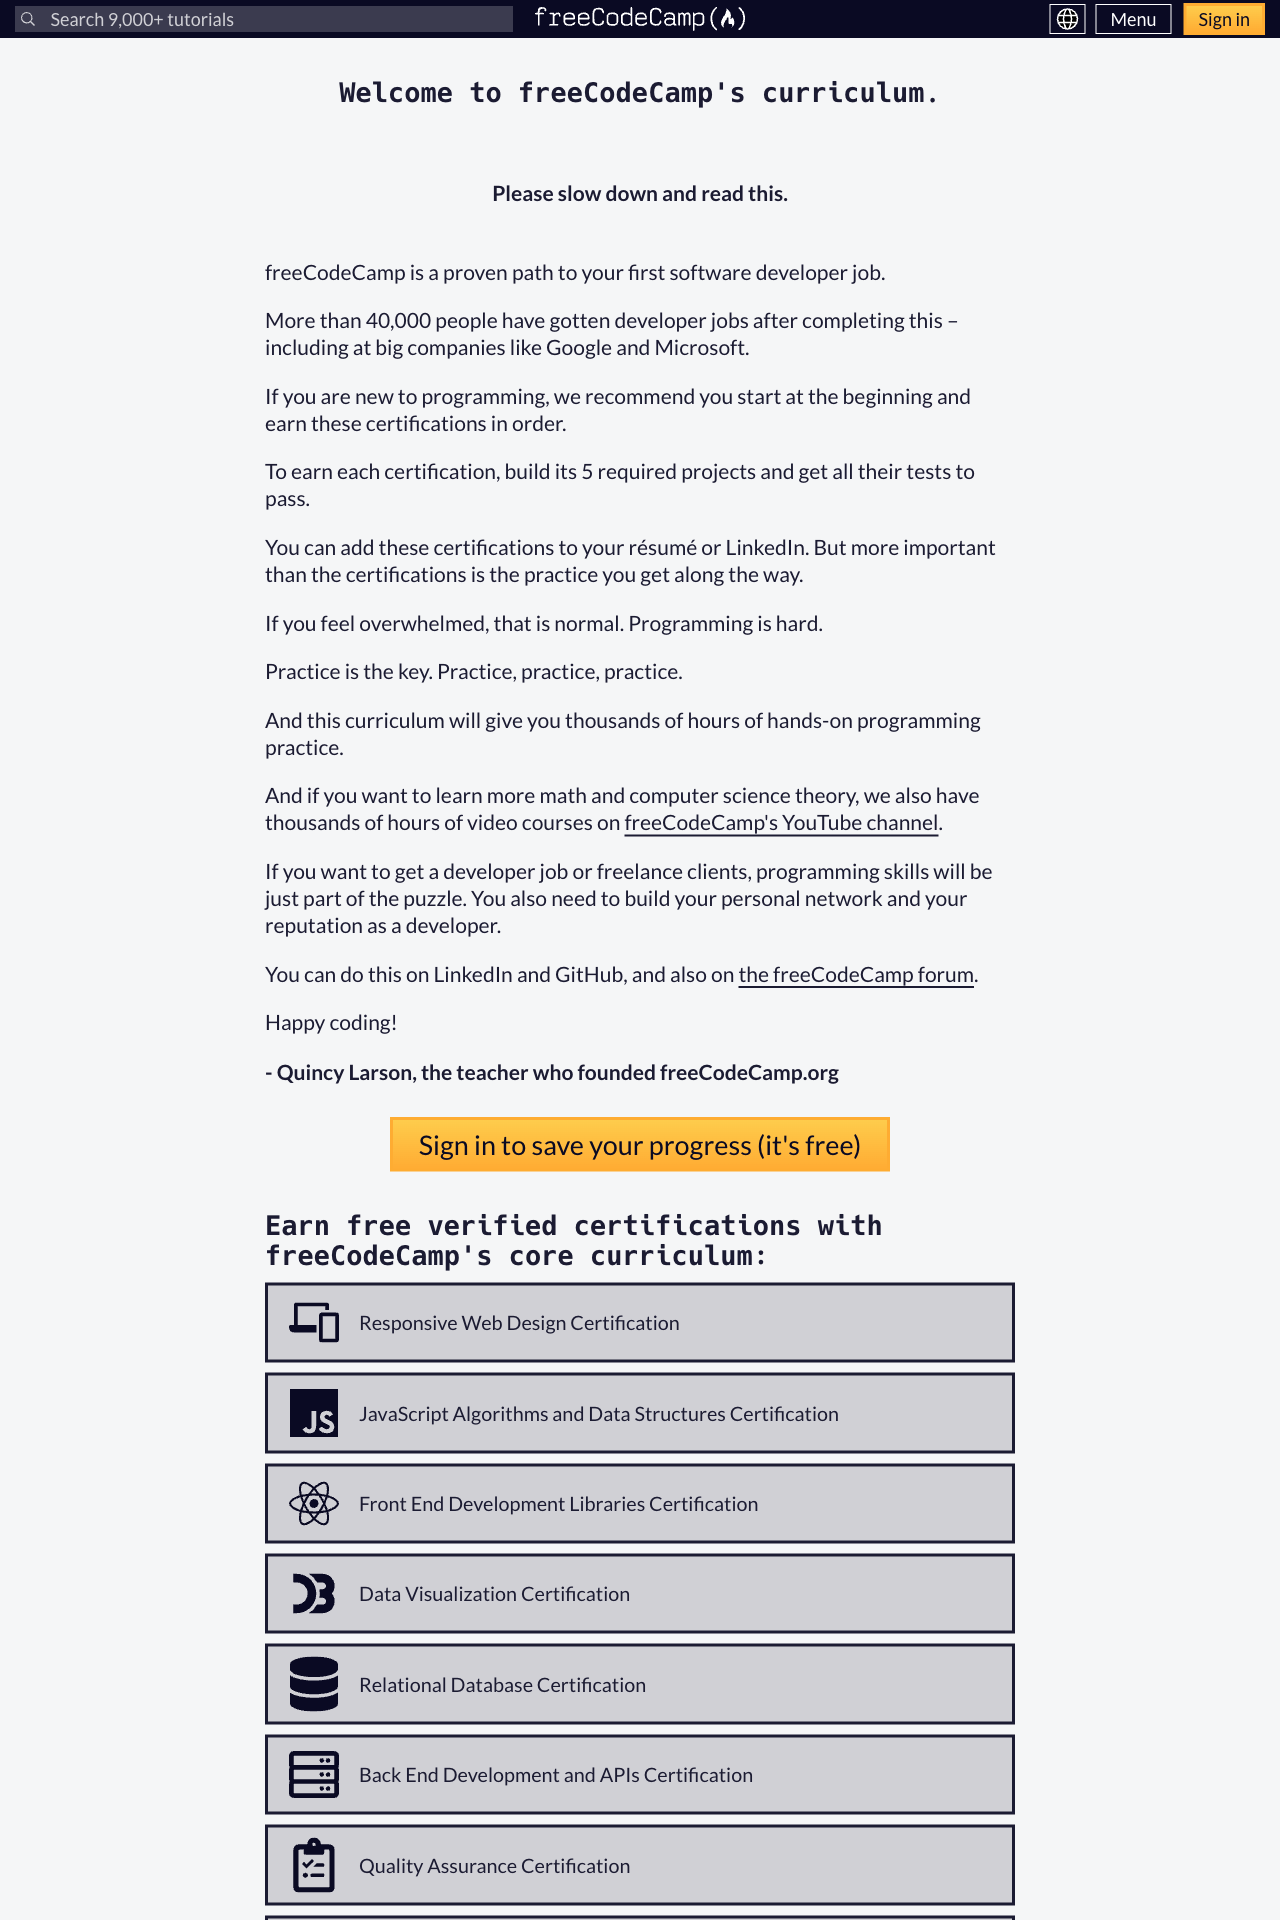 Search 9,000+ tutorials
freeCodeCamp(🔥)
Menu
Sign in
Welcome to freeCodeCamp's curriculum.
Please slow down and read this.
freeCodeCamp is a proven path to your first software developer job.
More than 40,000 people have gotten developer jobs after completing this –
including at big companies like Google and Microsoft.
If you are new to programming, we recommend you start at the beginning and
earn these certifications in order.
To earn each certification, build its 5 required projects and get all their tests to
pass.
You can add these certifications to your résumé or LinkedIn. But more important
than the certifications is the practice you get along the way.
If you feel overwhelmed, that is normal. Programming is hard.
Practice is the key. Practice, practice, practice.
And this curriculum will give you thousands of hours of hands-on programming
practice.
And if you want to learn more math and computer science theory, we also have
thousands of hours of video courses on freeCodeCamp's YouTube channel.
If you want to get a developer job or freelance clients, programming skills will be
just part of the puzzle. You also need to build your personal network and your
reputation as a developer.
You can do this on LinkedIn and GitHub, and also on the freeCodeCamp forum.
Happy coding!
- Quincy Larson, the teacher who founded freeCodeCamp.org
Sign in to save your progress (it's free)
Earn free verified certifications with
freeCodeCamp's core curriculum:
Responsive Web Design Certification
JS JavaScript Algorithms and Data Structures Certification
Front End Development Libraries Certification
Data Visualization Certification
Relational Database Certification
Back End Development and APIs Certification
Quality Assurance Certification